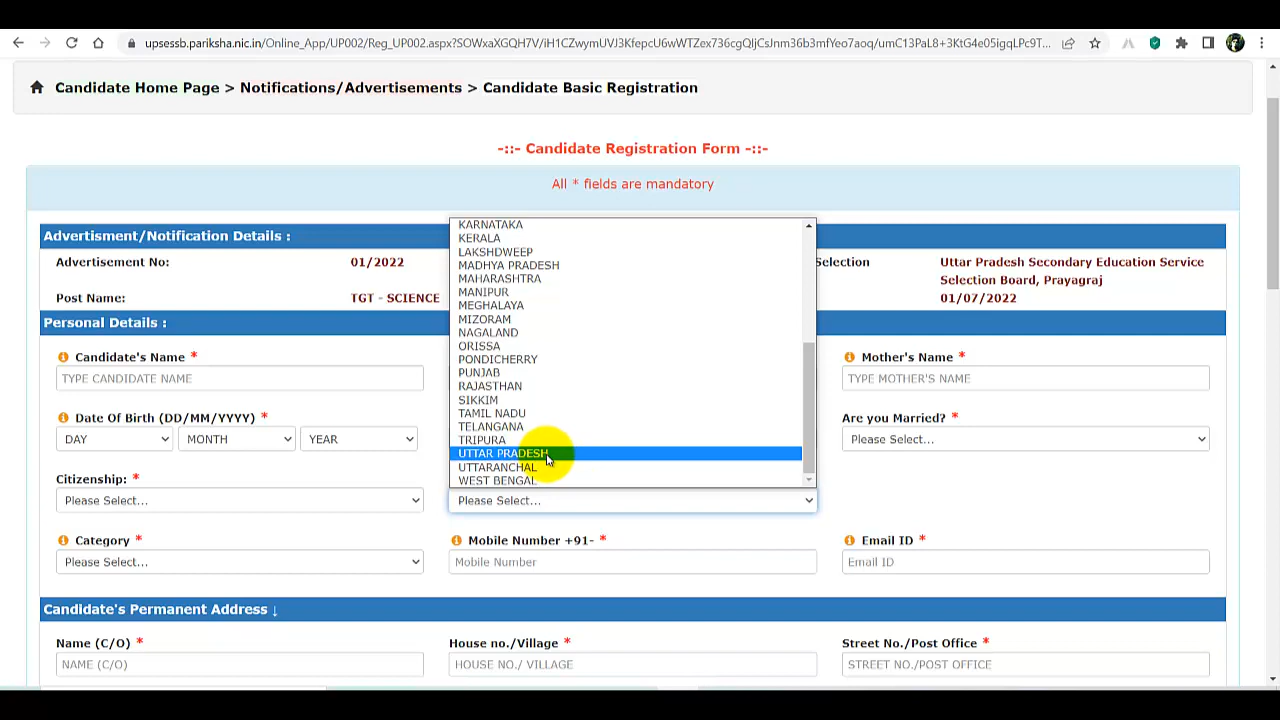 upsessb.pariksha.nic.in/Online_App/UP002/Reg_UP002.aspx?SOWxaXGQH7V/iH1CZwymUVJ3KfepcU6wWTZex736cgQljCsJnm36b3mfYeo7aoq/umC13PaL8+3KtG4e05igqLPc9T...
Candidate Home Page > Notifications/Advertisements > Candidate Basic Registration
-::- Candidate Registration Form -::-
All * fields are mandatory
Advertisment/Notification Details :
Advertisement No: 01/2022 Selection Uttar Pradesh Secondary Education Service
Selection Board, Prayagraj
Post Name: TGT - SCIENCE 01/07/2022
Personal Details :
KARNATAKA
KERALA
LAKSHDWEEP
MADHYA PRADESH
MAHARASHTRA
MANIPUR
MEGHALAYA
MIZORAM
NAGALAND
ORISSA
PONDICHERRY
PUNJAB
RAJASTHAN
SIKKIM
TAMIL NADU
TELANGANA
TRIPURA
UTTAR PRADESH
UTTARANCHAL
WEST BENGAL
Candidate's Name * Mother's Name *
TYPE CANDIDATE NAME TYPE MOTHER'S NAME
Date Of Birth (DD/MM/YYYY) * Are you Married? *
DAY MONTH YEAR Please Select...
Citizenship:
Please Select... Please Select...
Category * Mobile Number +91- * Email ID *
Please Select... Mobile Number Email ID
Candidate's Permanent Address ↓
Name (C/O) * House no./Village * Street No./Post Office *
NAME (C/O) HOUSE NO./ VILLAGE STREET NO./POST OFFICE